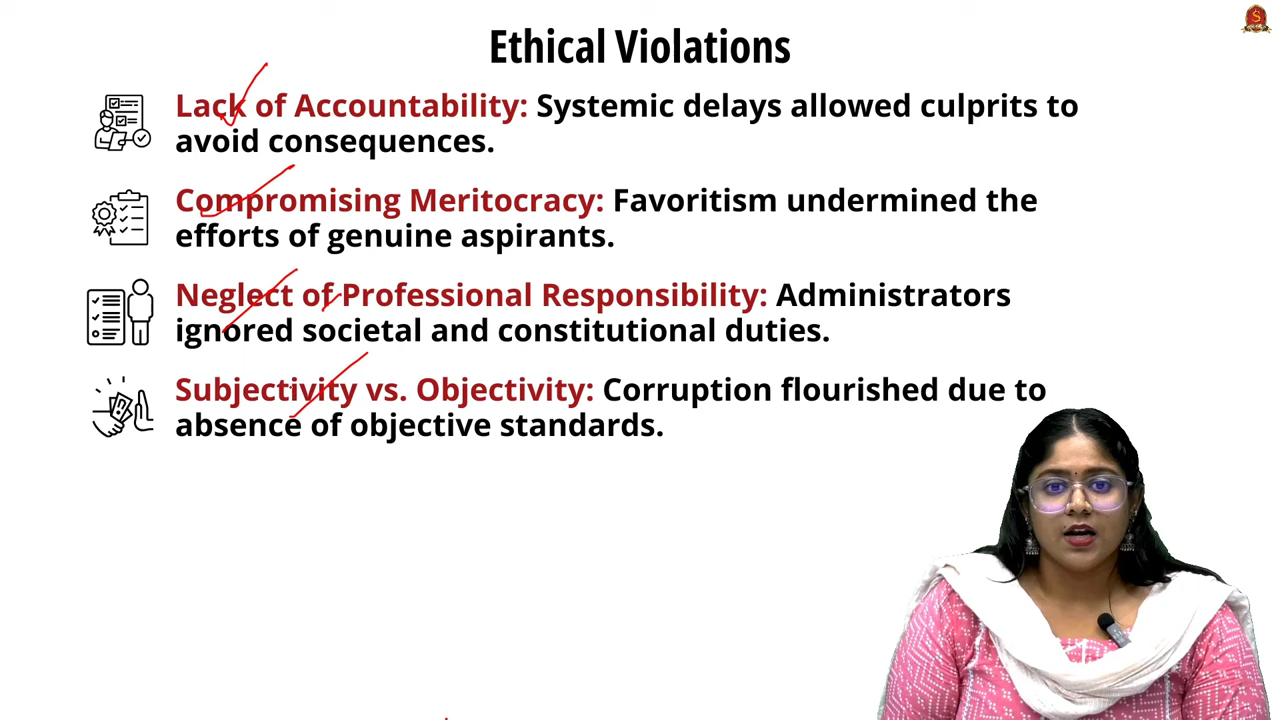 Ethical Violations
Lack of Accountability: Systemic delays allowed culprits to
avoid consequences.
Compromising Meritocracy: Favoritism undermined the
efforts of genuine aspirants.
Neglect of Professional Responsibility: Administrators
ignored societal and constitutional duties.
Subjectivity vs. Objectivity: Corruption flourished due to
absence of objective standards.